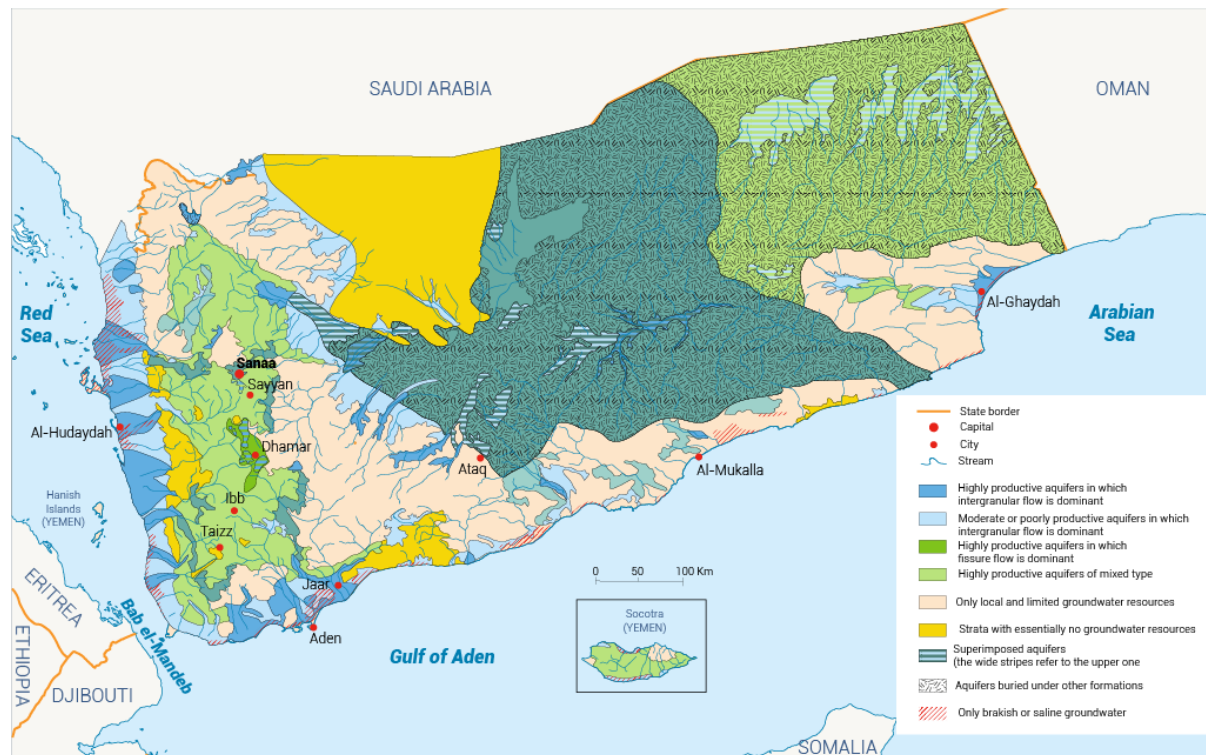 SAUDI ARABIA
OMAN
Red
Sea
Al-Ghaydah
Arabian
Sea
Sanaa
Sayyan
Al-Hudaydah
Dhamar
Ataq
Al-Mukalla
Hanish
Islands
(YEMEN)
Ibb
Taizz
Jaar
Aden
0 50 100 Km
ERITREA
Bab el-Mandeb
ETHIOPIA
DJIBOUTI
Gulf of Aden
Socotra
(YEMEN)
SOMALIA
State border
Capital
City
Stream
Highly productive aquifers in which
intergranular flow is dominant
Moderate or poorly productive aquifers in which
intergranular flow is dominant
Highly productive aquifers in which
fissure flow is dominant
Highly productive aquifers of mixed type
Only local and limited groundwater resources
Strata with essentially no groundwater resources
Superimposed aquifers
(the wide stripes refer to the upper one
Aquifers buried under other formations
Only brakish or saline groundwater